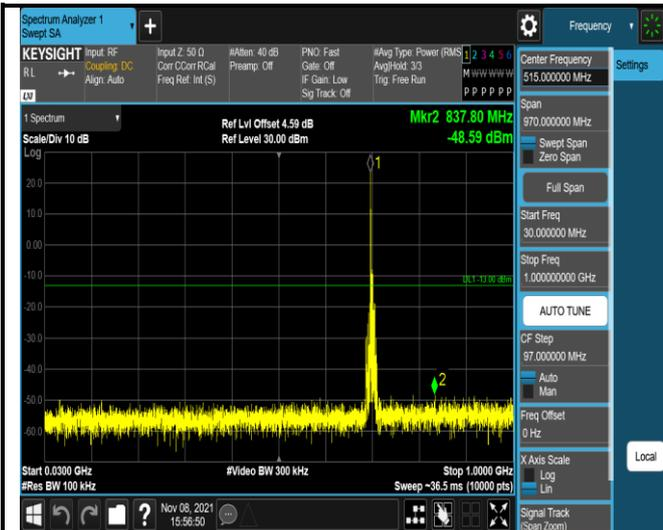 Spectrum Analyzer 1
Swept SA
Frequency
KEYSIGHT
RL
Align: Auto
Input: RF
Coupling: DC
Input Z: 50 Ω
Corr CCorr RCal
Freq Ref: Int (S)
#Atten: 40 dB
Preamp: Off
PNO: Fast
Gate: Off
IF Gain: Low
Sig Track: Off
#Avg Type: Power (RMS
Avg|Hold: 3/3
Trig: Free Run
1 2 3 4 5 6
M W W W W W
P P P P P P
LXI
1 Spectrum
Scale/Div 10 dB
Log
Ref Lvl Offset 4.59 dB
Ref Level 30.00 dBm
Mkr2 837.80 MHz
-48.59 dBm
1
20.0
10.0
0.00
-10.0
DL1 -13.00 dBm
-20.0
-30.0
-40.0
2
-50.0
-60.0
Start 0.0300 GHz
#Res BW 100 kHz
#Video BW 300 kHz
Stop 1.0000 GHz
Sweep ~36.5 ms (10000 pts)
Nov 08, 2021
15:56:50
Center Frequency
515.000000 MHz
Settings
Span
970.000000 MHz
Swept Span
Zero Span
Full Span
Start Freq
30.000000 MHz
Stop Freq
1.000000000 GHz
AUTO TUNE
CF Step
97.000000 MHz
Auto
Man
Freq Offset
0 Hz
X Axis Scale
Log
Lin
Local
Signal Track
(Span Zoom)